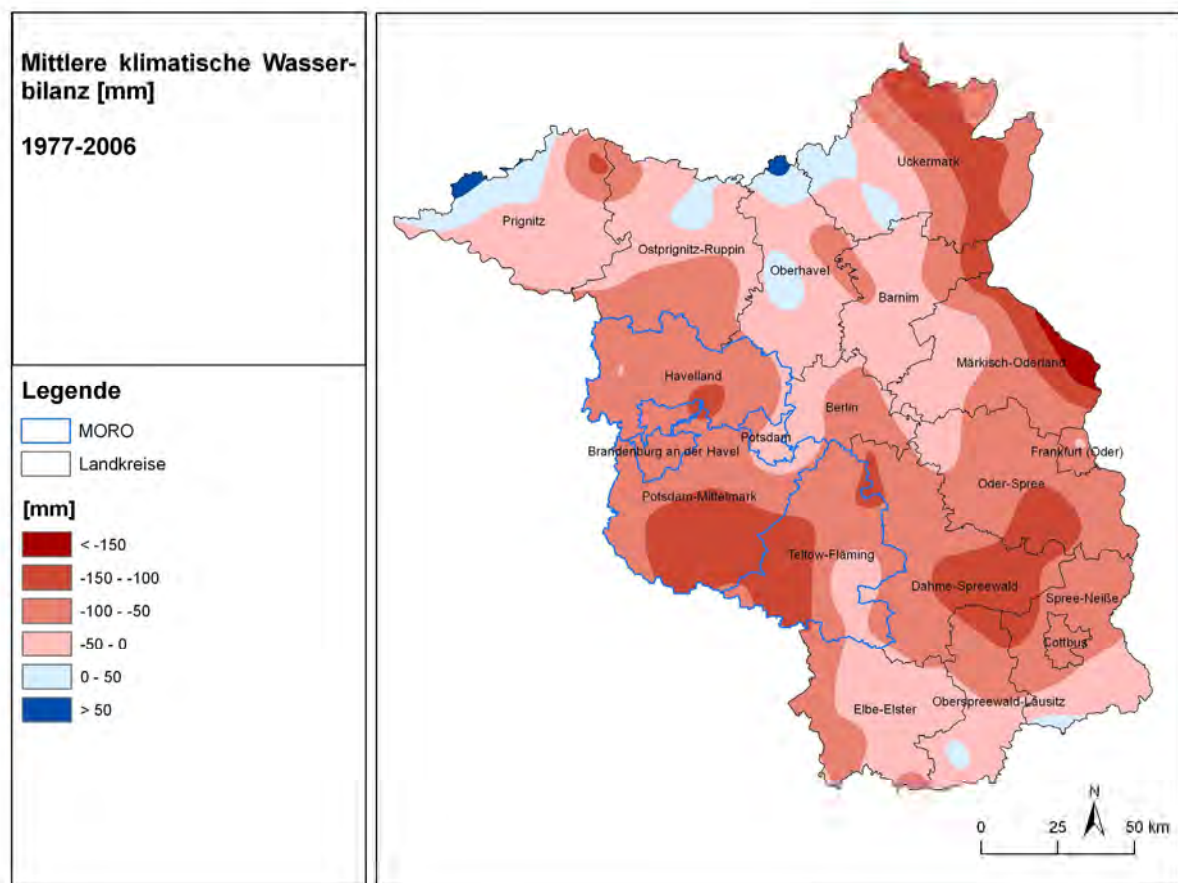 Mittlere klimatische Wasser-
bilanz [mm]
1977-2006
Legende
MORO
Landkreise
[mm]
< -150
-150 - -100
-100 - -50
-50 - 0
0 - 50
> 50
Uckermark
Prignitz
Ostprignitz-Ruppin
Oberhavel
Barnim
Märkisch-Oderland
Havelland
Berlin
Potsdam
Brandenburg an der Havel
Frankfurt (Oder)
Oder-Spree
Potsdam-Mittelmark
Teltow-Fläming
Dahme-Spreewald
Spree-Neiße
Cottbus
Elbe-Elster
Oberspreewald-Lausitz
N
0 25 50 km